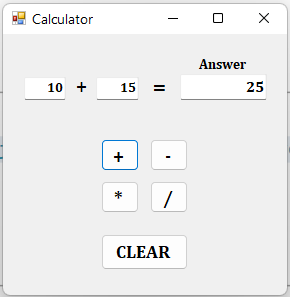 Calculator
Answer
10 + 15 = 25
+ -
* /
CLEAR